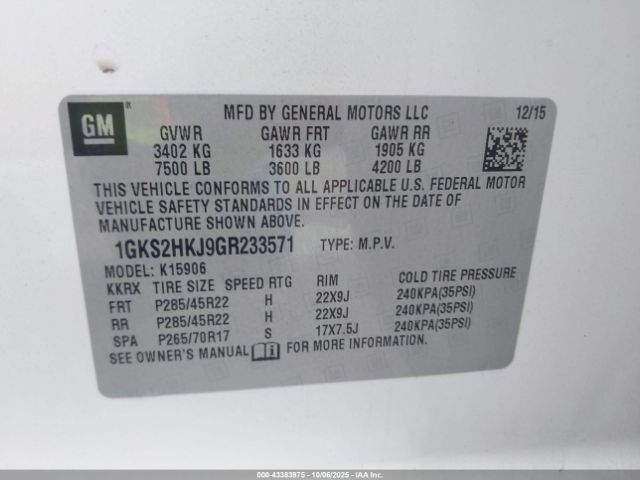 GM
MFD BY GENERAL MOTORS LLC 12/15
GVWR GAWR FRT GAWR RR
3402 KG 1633 KG 1905 KG
7500 LB 3600 LB 4200 LB
THIS VEHICLE CONFORMS TO ALL APPLICABLE U.S. FEDERAL MOTOR
VEHICLE SAFETY STANDARDS IN EFFECT ON THE DATE OF
MANUFACTURE SHOWN ABOVE.
1GKS2HKJ9GR233571 TYPE: M.P.V.
MODEL: K15906
KKRX TIRE SIZE SPEED RTG RIM COLD TIRE PRESSURE
FRT P285/45R22 H 22X9J 240KPA(35PSI)
RR P285/45R22 H 22X9J 240KPA(35PSI)
SPA P265/70R17 S 17X7.5J 240KPA(35PSI)
SEE OWNER'S MANUAL FOR MORE INFORMATION.
000-43383975 - 10/06/2025 - IAAI.COM